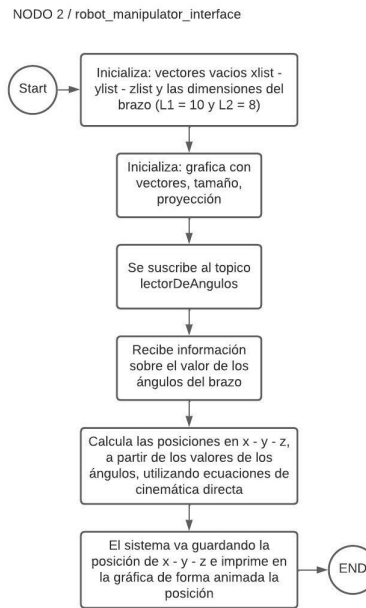 NODO 2 / robot_manipulator_interface
Start
Inicializa: vectores vacios xlist -
ylist - zlist y las dimensiones del
brazo (L1 = 10 y L2 = 8)
Inicializa: grafica con
vectores, tamaño,
proyección
Se suscribe al topico
lectorDeAngulos
Recibe información
sobre el valor de los
ángulos del brazo
Calcula las posiciones en x - y - z,
a partir de los valores de los
ángulos, utilizando ecuaciones de
cinemática directa
El sistema va guardando la
posición de x - y - z e imprime en
la gráfica de forma animada la
posición
END